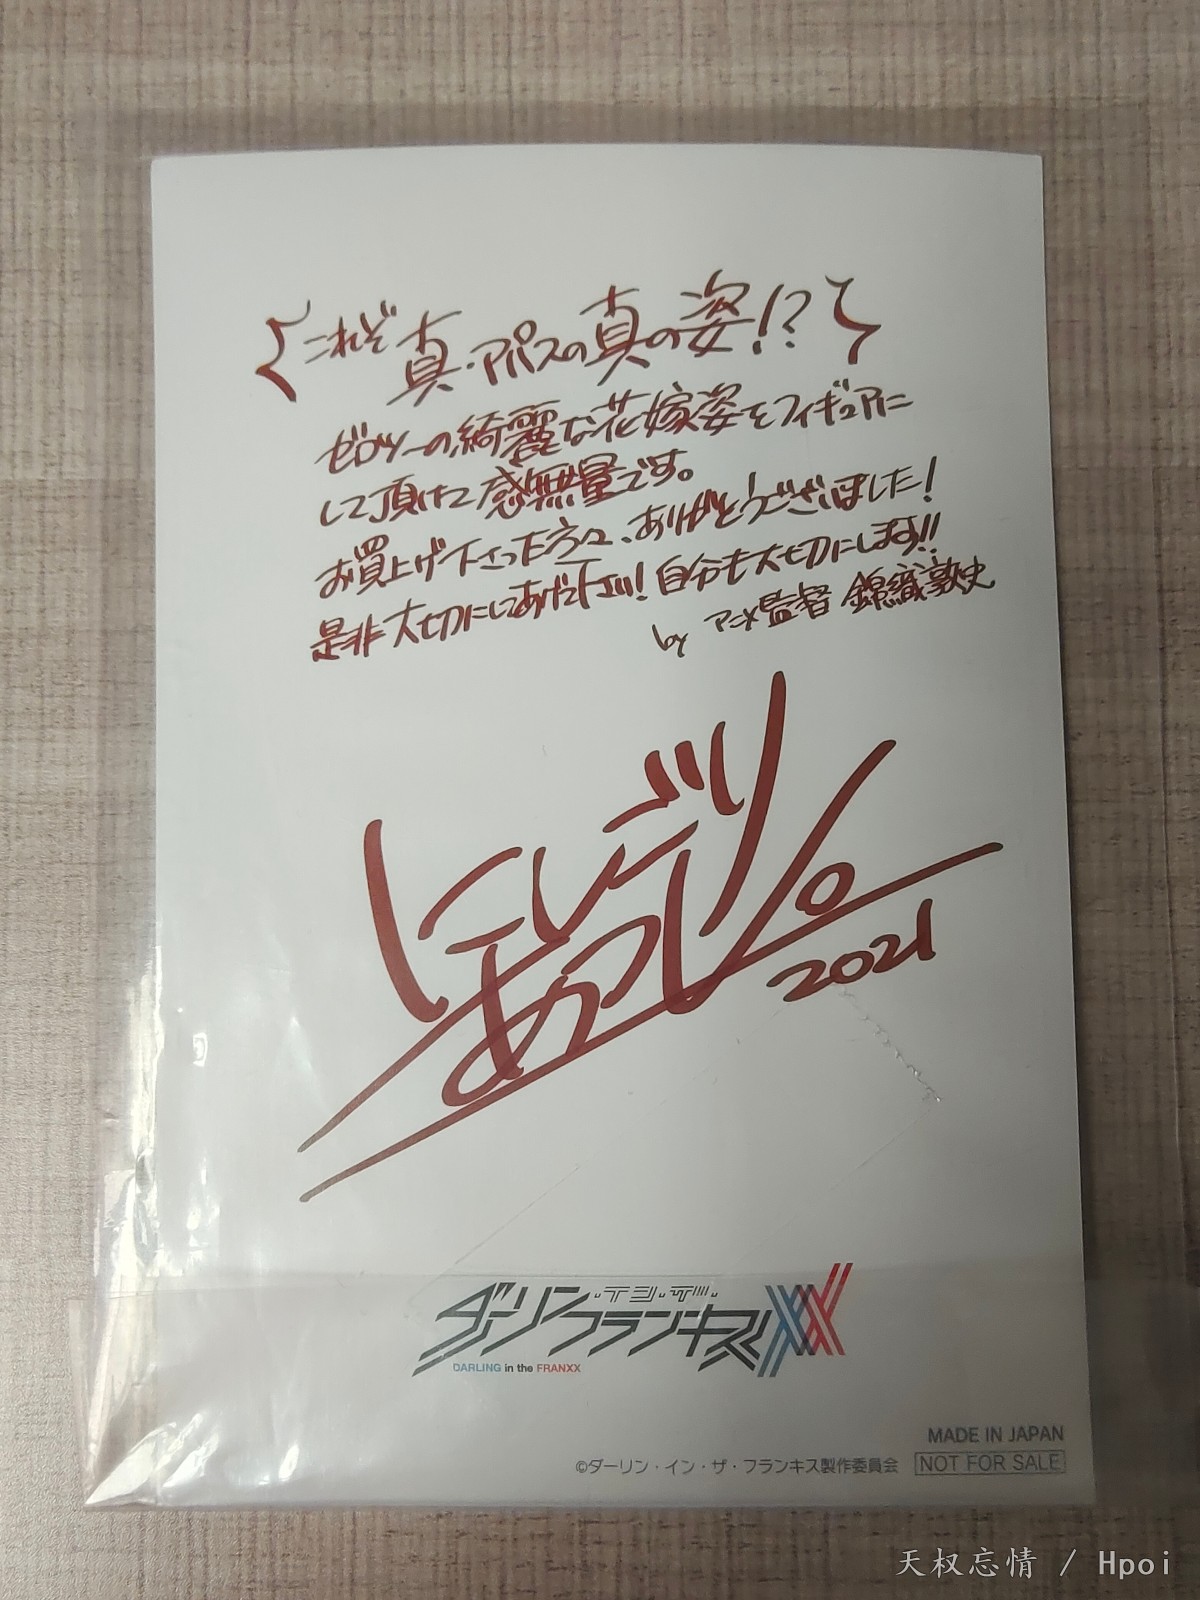 これぞ 真・アパスの真の姿!?
ゼロツーの綺麗な花嫁姿をフィギュアに
して頂けて感無量です。
お買上げ下さった方々、ありがとうございました!
是非大切にしてあげて下さい! 自分も大切にします!!
by アニメ監督 錦織敦史
にしごり
あつし
2021
ダーリン・イン・ザ・
フランキス
DARLING in the FRANXX
MADE IN JAPAN
©ダーリン・イン・ザ・フランキス製作委員会 NOT FOR SALE
天权忘情 / Hpoi